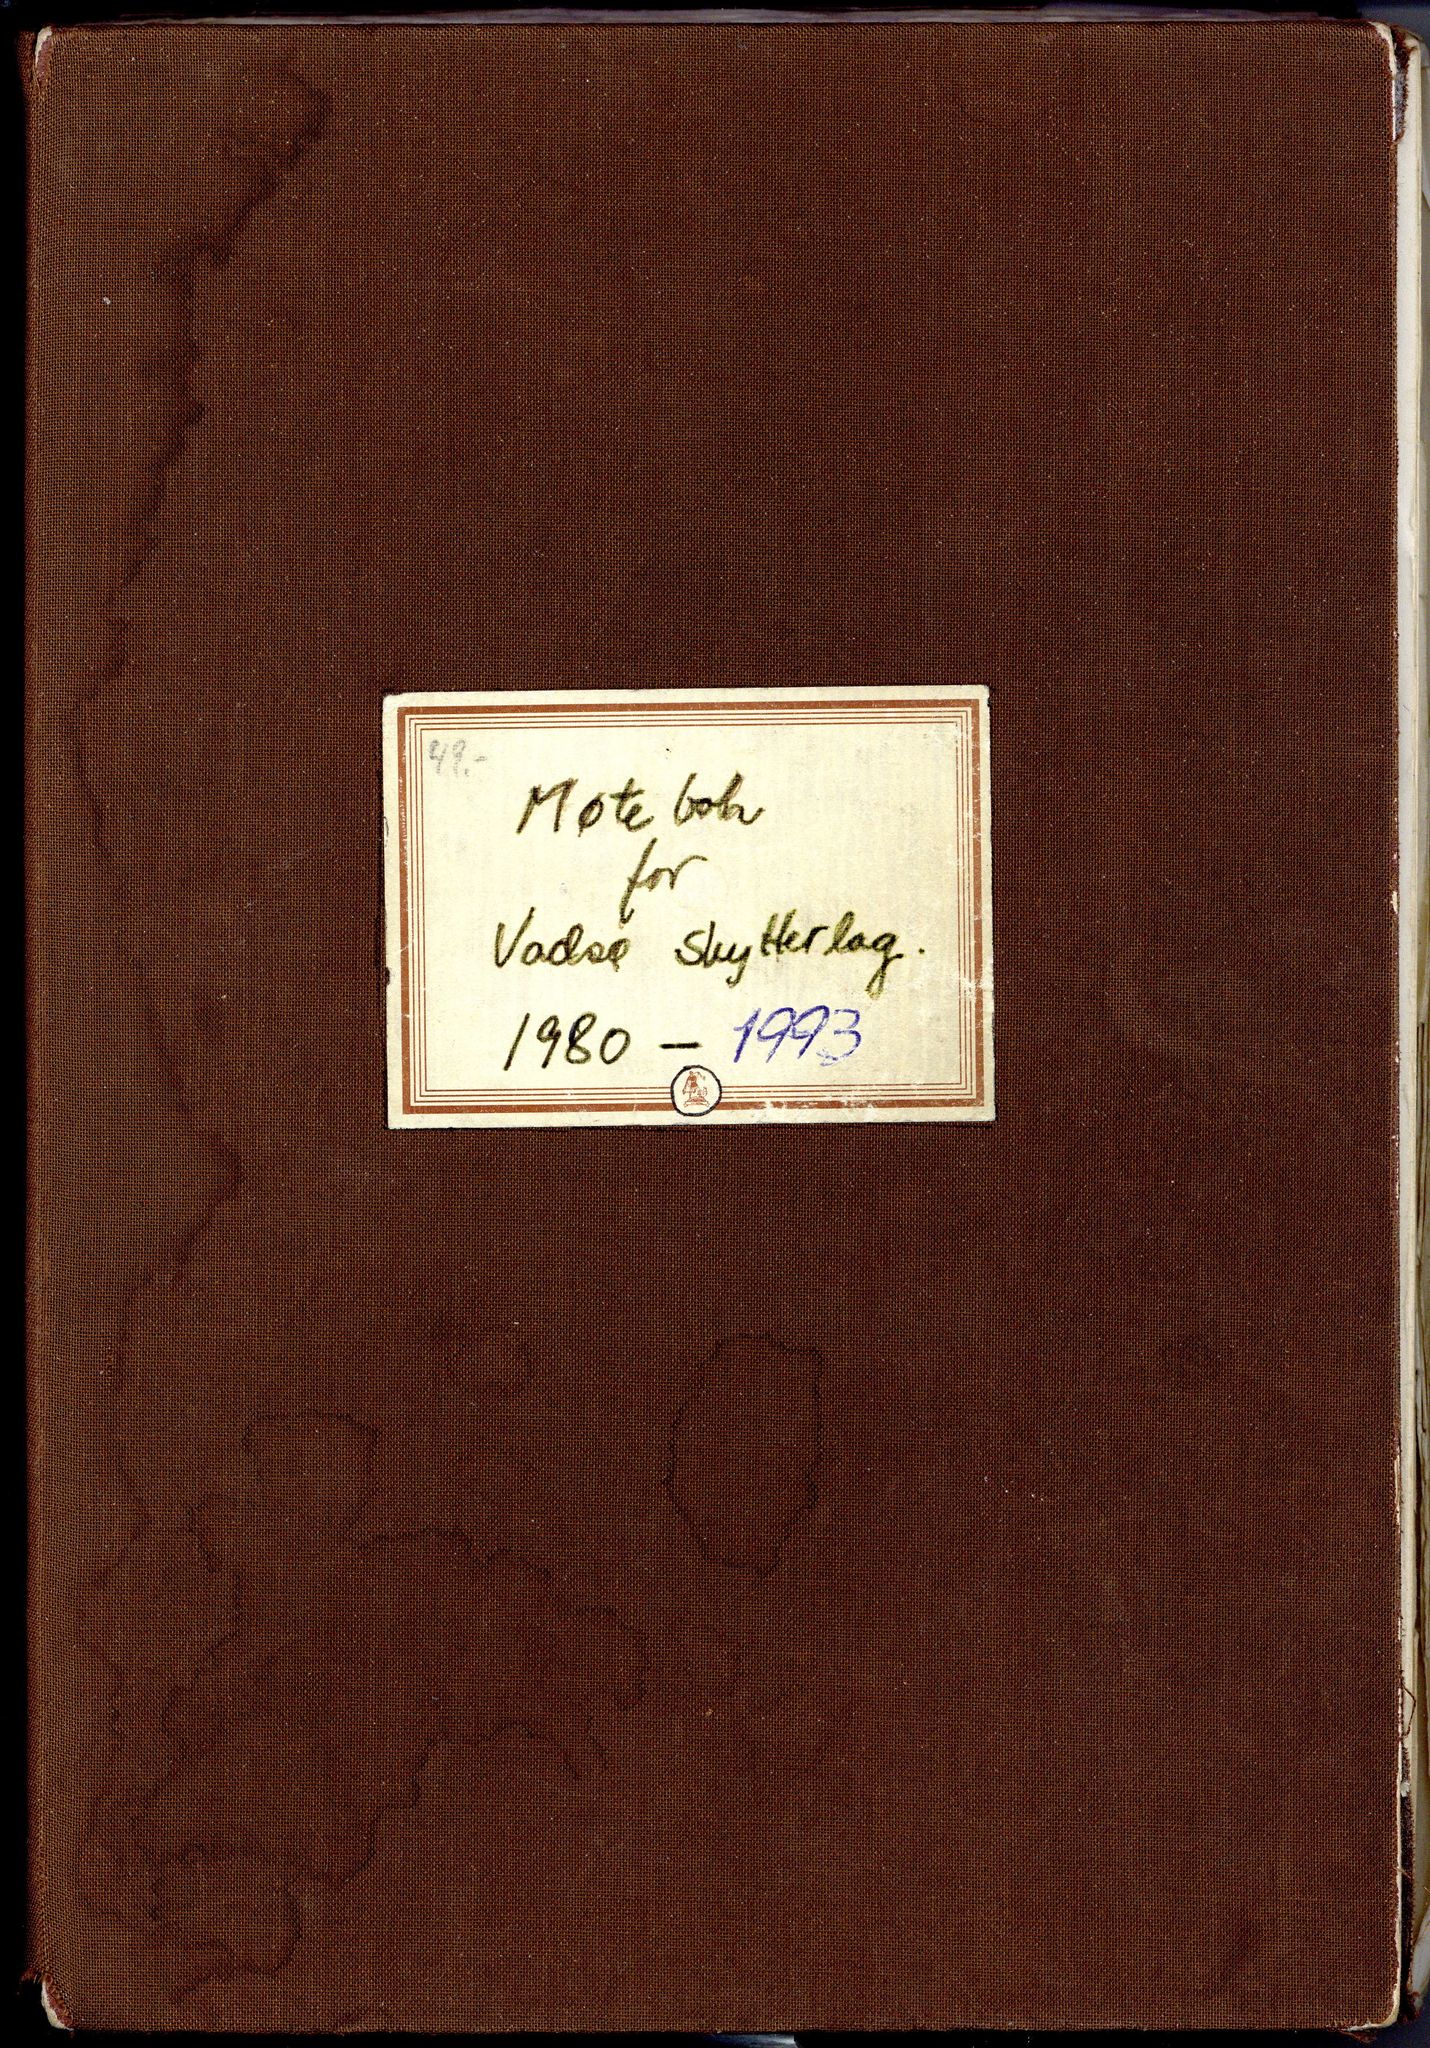 49.-
Møte bok
for
Vadsø skytterlag.
1980 – 1993